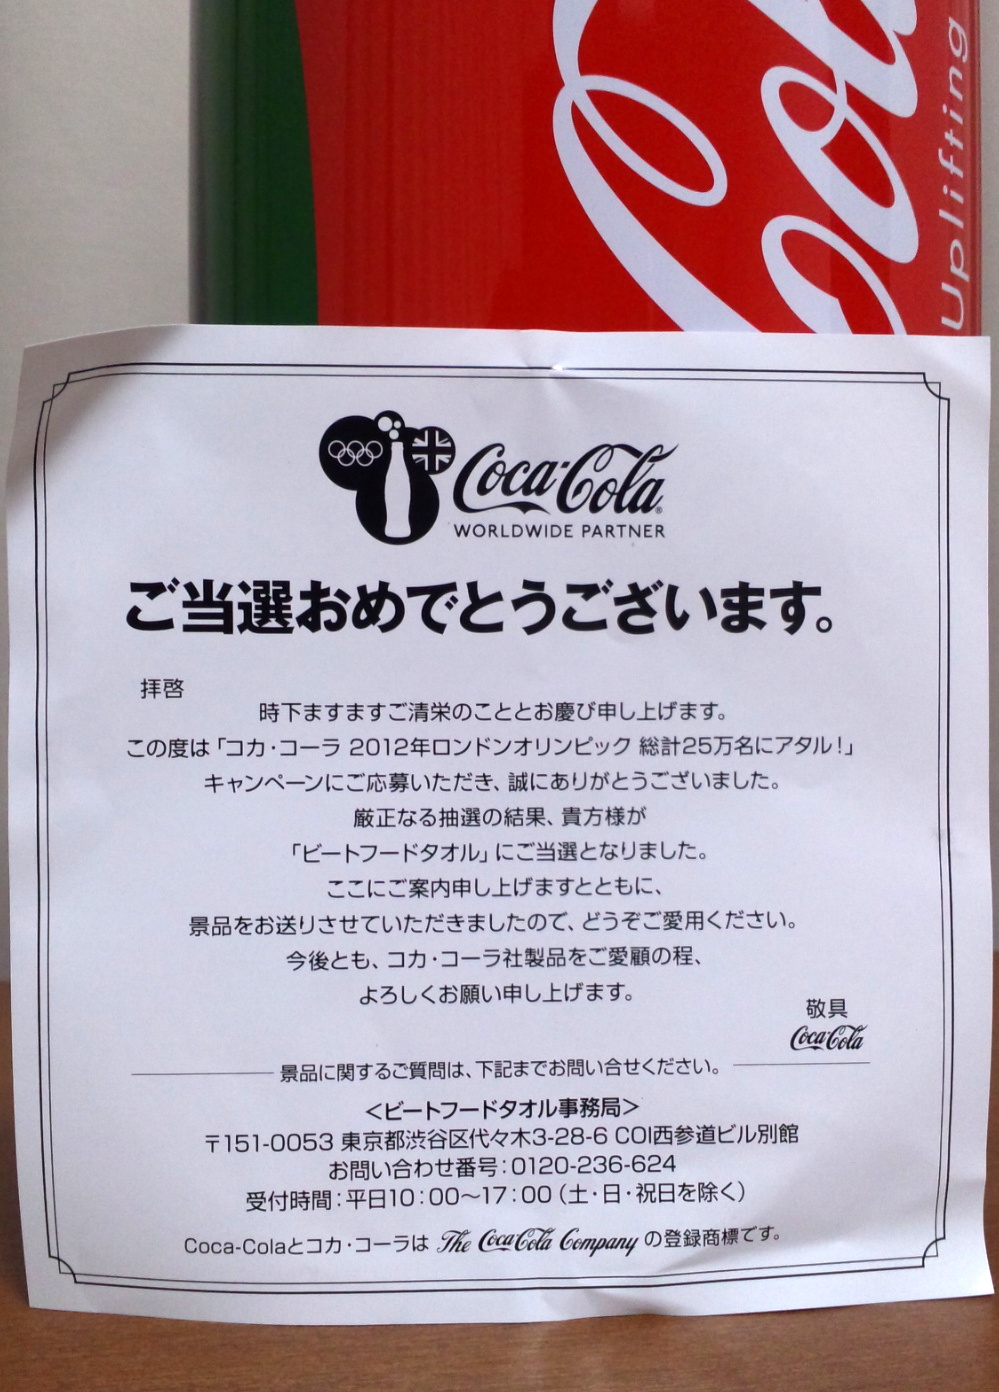 Cola
Uplifting
Coca-Cola
WORLDWIDE PARTNER
ご当選おめでとうございます。
拝啓
時下ますますご清栄のこととお慶び申し上げます。
この度は「コカ・コーラ 2012年ロンドンオリンピック 総計25万名にアタル!」
キャンペーンにご応募いただき、誠にありがとうございました。
厳正なる抽選の結果、貴方様が
「ビートフードタオル」にご当選となりました。
ここにご案内申し上げますとともに、
景品をお送りさせていただきましたので、どうぞご愛用ください。
今後とも、コカ・コーラ社製品をご愛顧の程、
よろしくお願い申し上げます。
敬具
Coca-Cola
景品に関するご質問は、下記までお問い合せください。
<ビートフードタオル事務局>
〒151-0053 東京都渋谷区代々木3-28-6 COI西参道ビル別館
お問い合わせ番号:0120-236-624
受付時間:平日10:00〜17:00(土・日・祝日を除く)
Coca-Colaとコカ・コーラは The Coca-Cola Company の登録商標です。